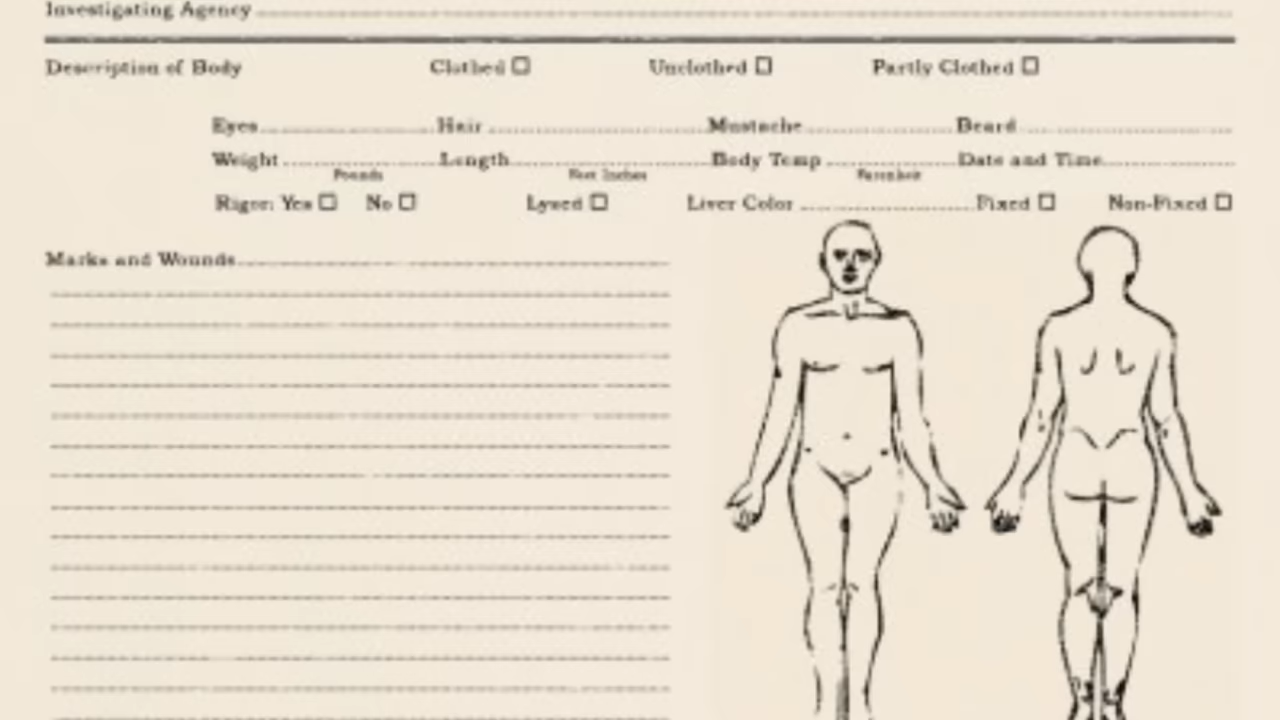 Investigating Agency
Description of Body Clothed Unclothed Partly Clothed
Eyes Hair Mustache Beard
Weight Length Body Temp Date and Time
Pounds Feet Inches
Rigor: Yes No Lysed Liver Color Fixed Non-Fixed
Marks and Wounds